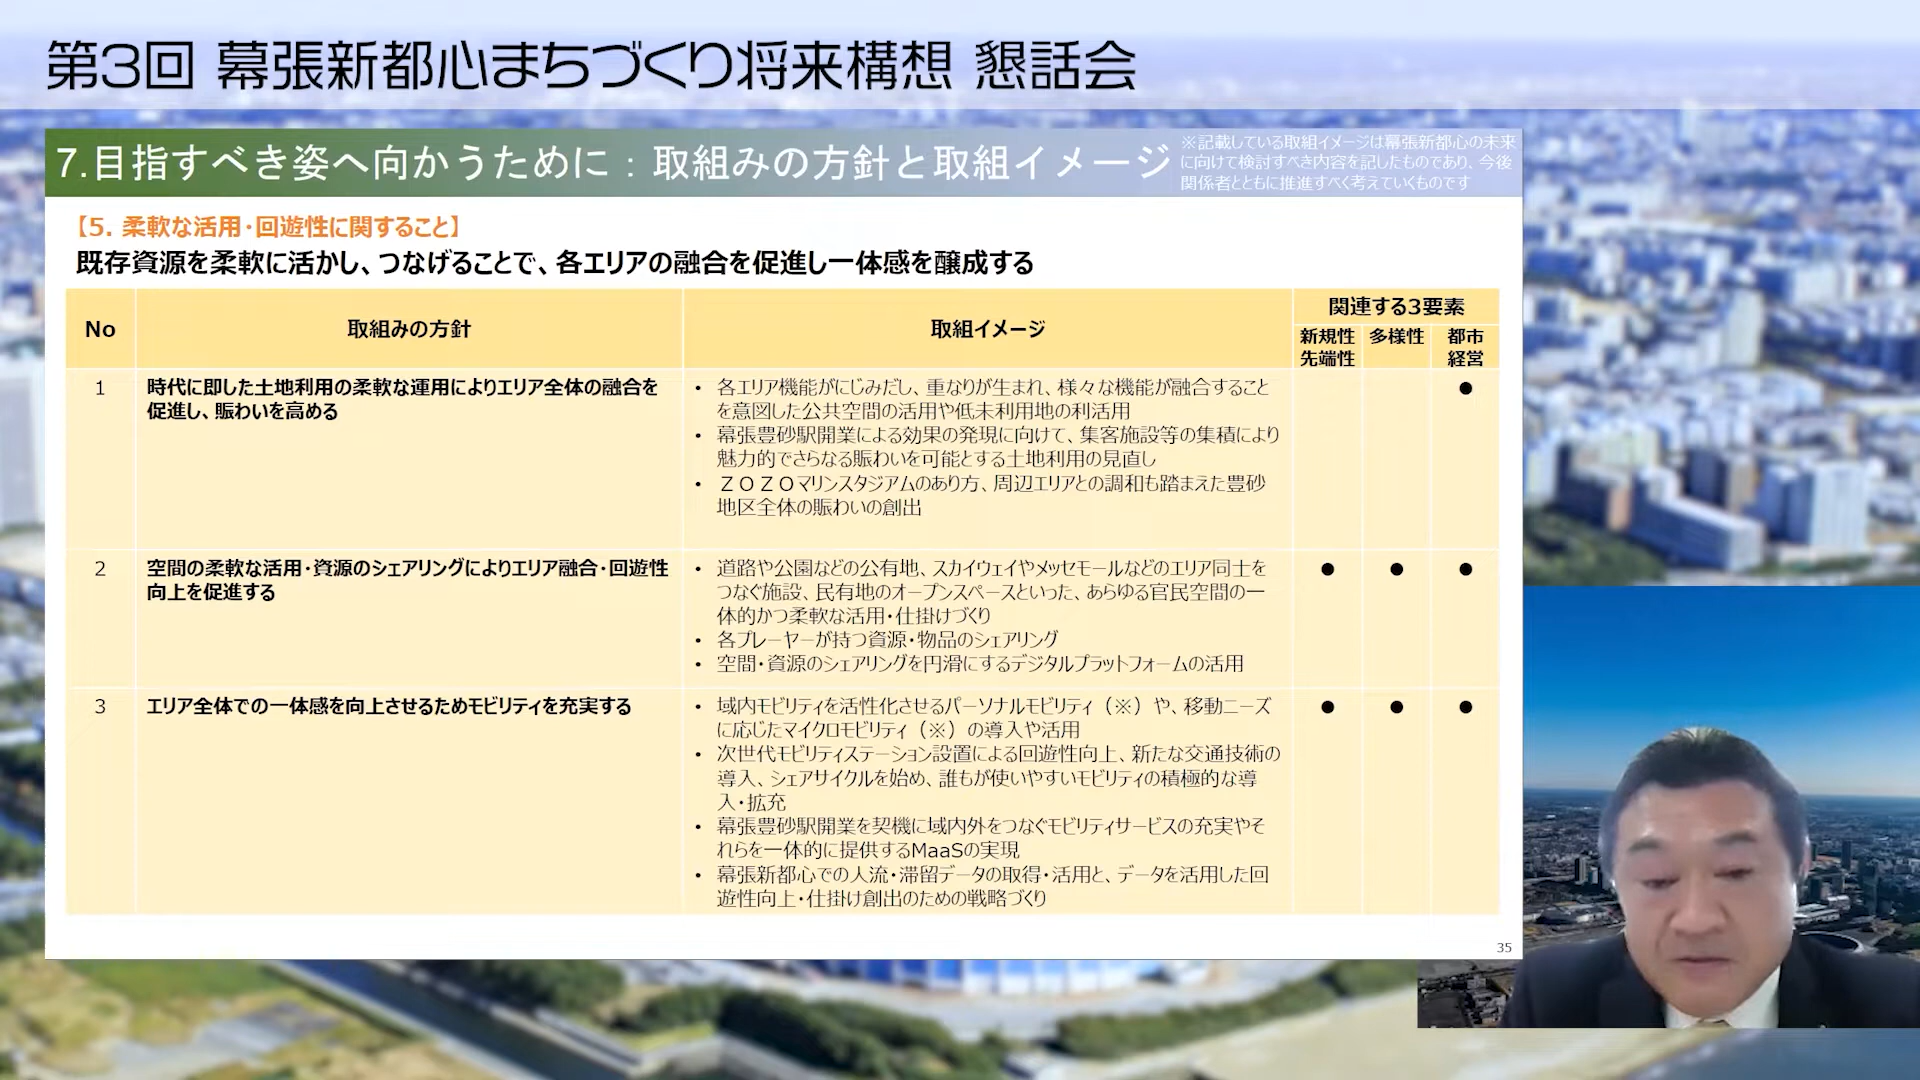 第3回 幕張新都心まちづくり将来構想 懇話会
7.目指すべき姿へ向かうために：取組みの方針と取組イメージ
※記載している取組イメージは幕張新都心の未来
に向けて検討すべき内容を記したものであり、今後
関係者とともに推進すべく考えていくものです
【5. 柔軟な活用・回遊性に関すること】
既存資源を柔軟に活かし、つなげることで、各エリアの融合を促進し一体感を醸成する
No
取組みの方針
取組イメージ
関連する3要素
新規性
先端性
多様性
都市
経営
1
時代に即した土地利用の柔軟な運用によりエリア全体の融合を
促進し、賑わいを高める
• 各エリア機能がにじみだし、重なりが生まれ、様々な機能が融合すること
を意図した公共空間の活用や低未利用地の利活用
• 幕張豊砂駅開業による効果の発現に向けて、集客施設等の集積により
魅力的でさらなる賑わいを可能とする土地利用の見直し
• ＺＯＺＯマリンスタジアムのあり方、周辺エリアとの調和も踏まえた豊砂
地区全体の賑わいの創出
●
2
空間の柔軟な活用・資源のシェアリングによりエリア融合・回遊性
向上を促進する
• 道路や公園などの公有地、スカイウェイやメッセモールなどのエリア同士を
つなぐ施設、民有地のオープンスペースといった、あらゆる官民空間の一
体的かつ柔軟な活用・仕掛けづくり
• 各プレーヤーが持つ資源・物品のシェアリング
• 空間・資源のシェアリングを円滑にするデジタルプラットフォームの活用
● ● ●
3
エリア全体での一体感を向上させるためモビリティを充実する
• 域内モビリティを活性化させるパーソナルモビリティ（※）や、移動ニーズ
に応じたマイクロモビリティ（※）の導入や活用
• 次世代モビリティステーション設置による回遊性向上、新たな交通技術の
導入、シェアサイクルを始め、誰もが使いやすいモビリティの積極的な導
入・拡充
• 幕張豊砂駅開業を契機に域内外をつなぐモビリティサービスの充実やそ
れらを一体的に提供するMaaSの実現
• 幕張新都心での人流・滞留データの取得・活用と、データを活用した回
遊性向上・仕掛け創出のための戦略づくり
● ● ●
35